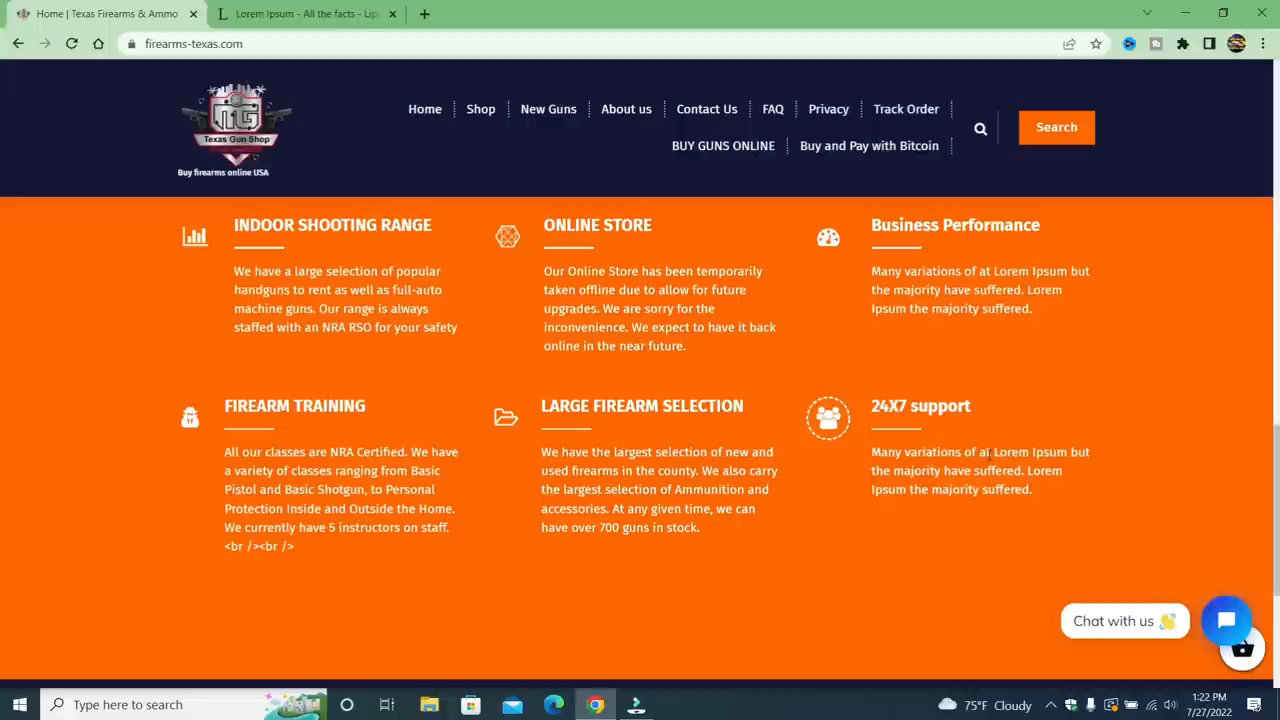 Home | Texas Firearms & Ammo
Lorem Ipsum - All the facts - Lip
firearms-texas.com
Texas Gun Shop
Buy firearms online USA
Home
Shop
New Guns
About us
Contact Us
FAQ
Privacy
Track Order
BUY GUNS ONLINE
Buy and Pay with Bitcoin
Search
INDOOR SHOOTING RANGE
We have a large selection of popular
handguns to rent as well as full-auto
machine guns. Our range is always
staffed with an NRA RSO for your safety
ONLINE STORE
Our Online Store has been temporarily
taken offline due to allow for future
upgrades. We are sorry for the
inconvenience. We expect to have it back
online in the near future.
Business Performance
Many variations of at Lorem Ipsum but
the majority have suffered. Lorem
Ipsum the majority suffered.
FIREARM TRAINING
All our classes are NRA Certified. We have
a variety of classes ranging from Basic
Pistol and Basic Shotgun, to Personal
Protection Inside and Outside the Home.
We currently have 5 instructors on staff.
<br /><br />
LARGE FIREARM SELECTION
We have the largest selection of new and
used firearms in the county. We also carry
the largest selection of Ammunition and
accessories. At any given time, we can
have over 700 guns in stock.
24X7 support
Many variations of at Lorem Ipsum but
the majority have suffered. Lorem
Ipsum the majority suffered.
Chat with us 👋
Type here to search
75°F Cloudy
1:22 PM
7/27/2022